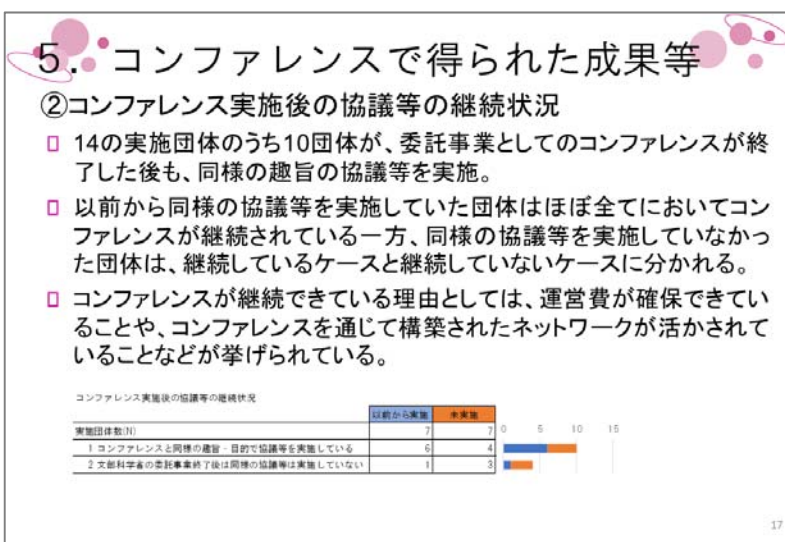 5．コンファレンスで得られた成果等
②コンファレンス実施後の協議等の継続状況
14の実施団体のうち10団体が、委託事業としてのコンファレンスが終
了した後も、同様の趣旨の協議等を実施。
以前から同様の協議等を実施していた団体はほぼ全てにおいてコン
ファレンスが継続されている一方、同様の協議等を実施していなかっ
た団体は、継続しているケースと継続していないケースに分かれる。
コンファレンスが継続できている理由としては、運営費が確保できてい
ることや、コンファレンスを通じて構築されたネットワークが活かされて
いることなどが挙げられている。
コンファレンス実施後の協議等の継続状況
以前から実施 未実施
実施団体数(N) 7 7 0 5 10 15
1 コンファレンスと同様の趣旨・目的で協議等を実施している 6 4
2 文部科学省の委託事業終了後は同様の協議等は実施していない 1 3
17